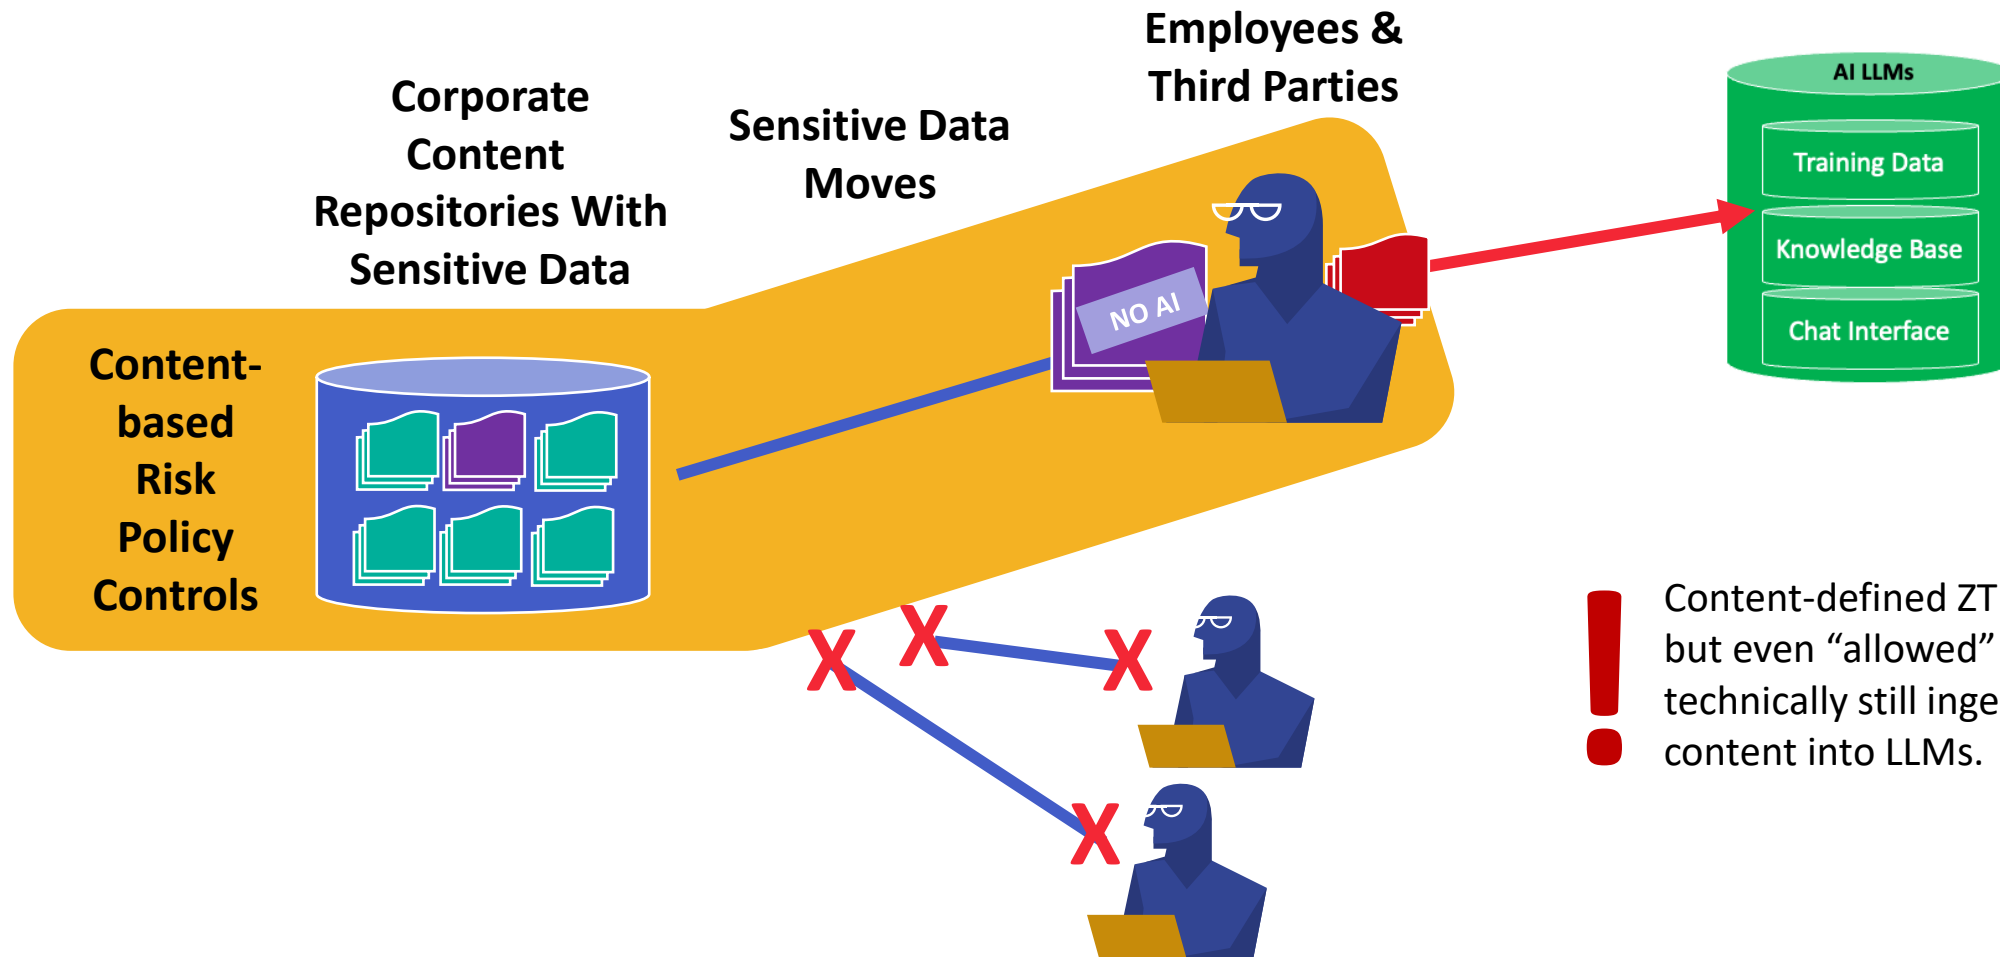 Employees &
Third Parties
Corporate
Content
Repositories With
Sensitive Data
Sensitive Data
Moves
AI LLMs
Training Data
Knowledge Base
Chat Interface
NO AI
Content-
based
Risk
Policy
Controls
X
X
X
X
!
Content-defined ZT
but even “allowed”
technically still inge
content into LLMs.